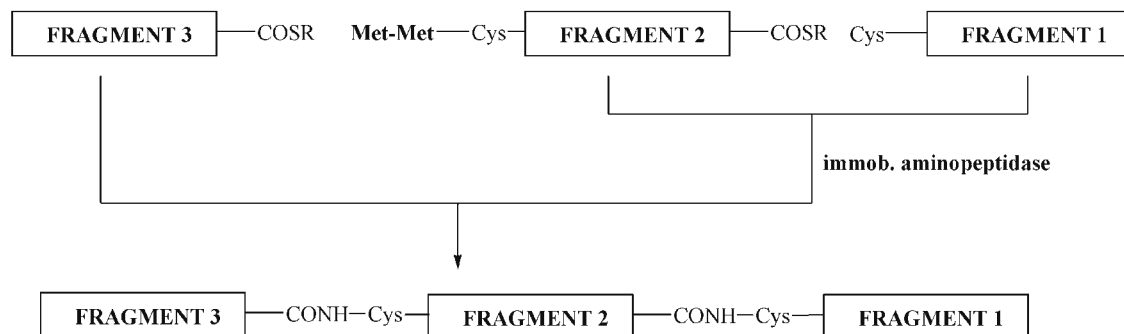 FRAGMENT 3—COSR Met-Met—Cys—FRAGMENT 2—COSR Cys—FRAGMENT 1
immob. aminopeptidase
FRAGMENT 3—CONH—Cys—FRAGMENT 2—CONH—Cys—FRAGMENT 1